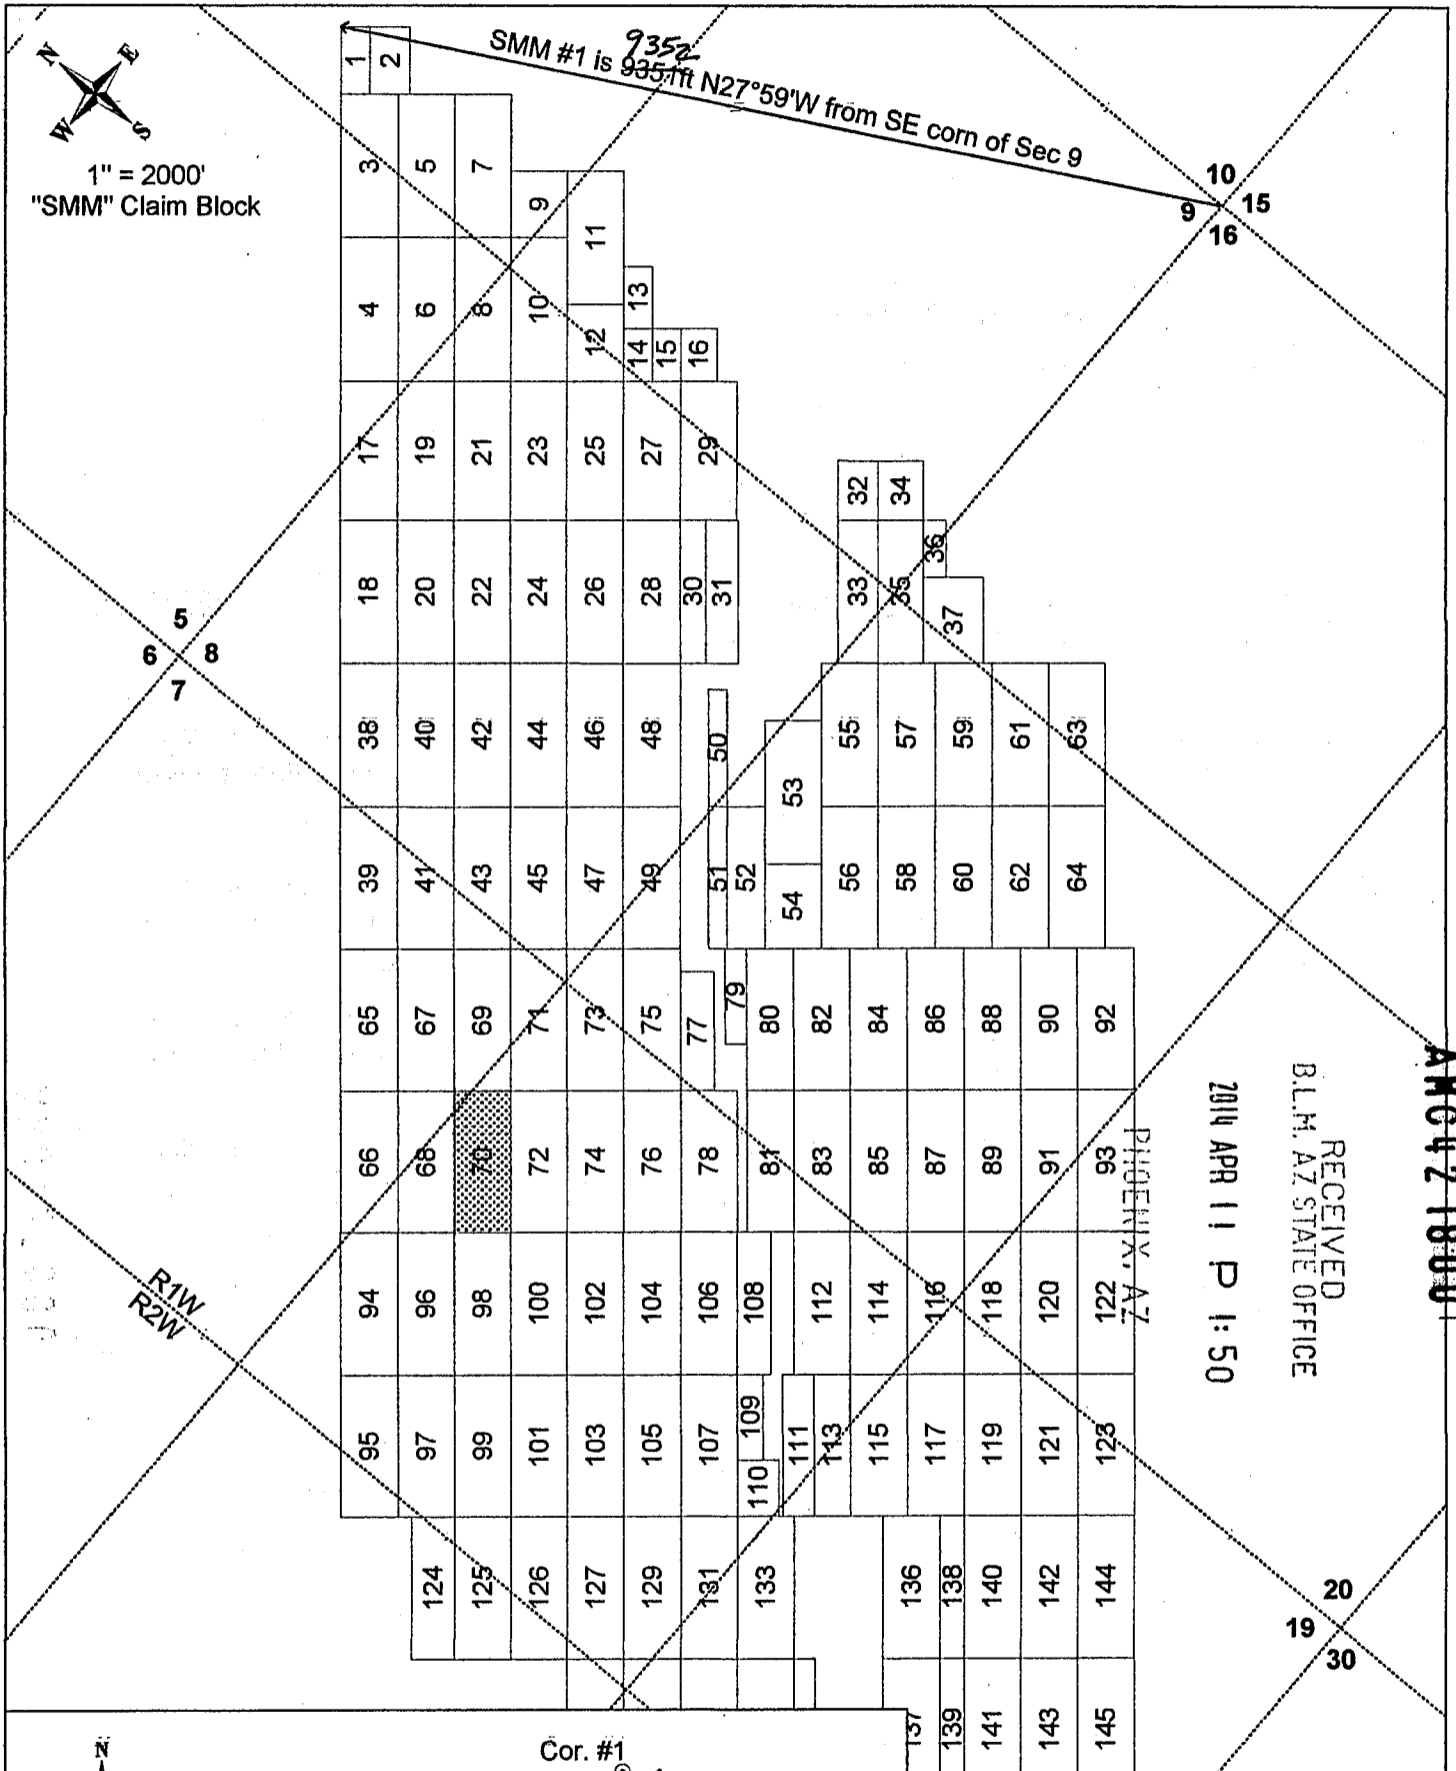 N E
W S
1" = 2000'
"SMM" Claim Block
9352
SMM #1 is 9351ft N27°59'W from SE corn of Sec 9
10
9 15
16
1 2
3 5 7
9 11
4 6 8 10 12 13
14 15 16
17 19 21 23 25 27 29
32 34
18 20 22 24 26 28 30 31 33 35 36
37
5
6 8
7
38 40 42 44 46 48 50 53 55 57 59 61 63
39 41 43 45 47 49 51 52 54 56 58 60 62 64
65 67 69 71 73 75 77 79 80 82 84 86 88 90 92
66 68 70 72 74 76 78 81 83 85 87 89 91 93
R1W
R2W
94 96 98 100 102 104 106 108 112 114 116 118 120 122
95 97 99 101 103 105 107 109 111 113 115 117 119 121 123
110
124 125 126 127 129 131 133 136 138 140 142 144
137 139 141 143 145
20
19
30
RECEIVED
B.L.M. AZ STATE OFFICE
2014 APR 11 P 1:50
PHOENIX, AZ
N
Cor. #1